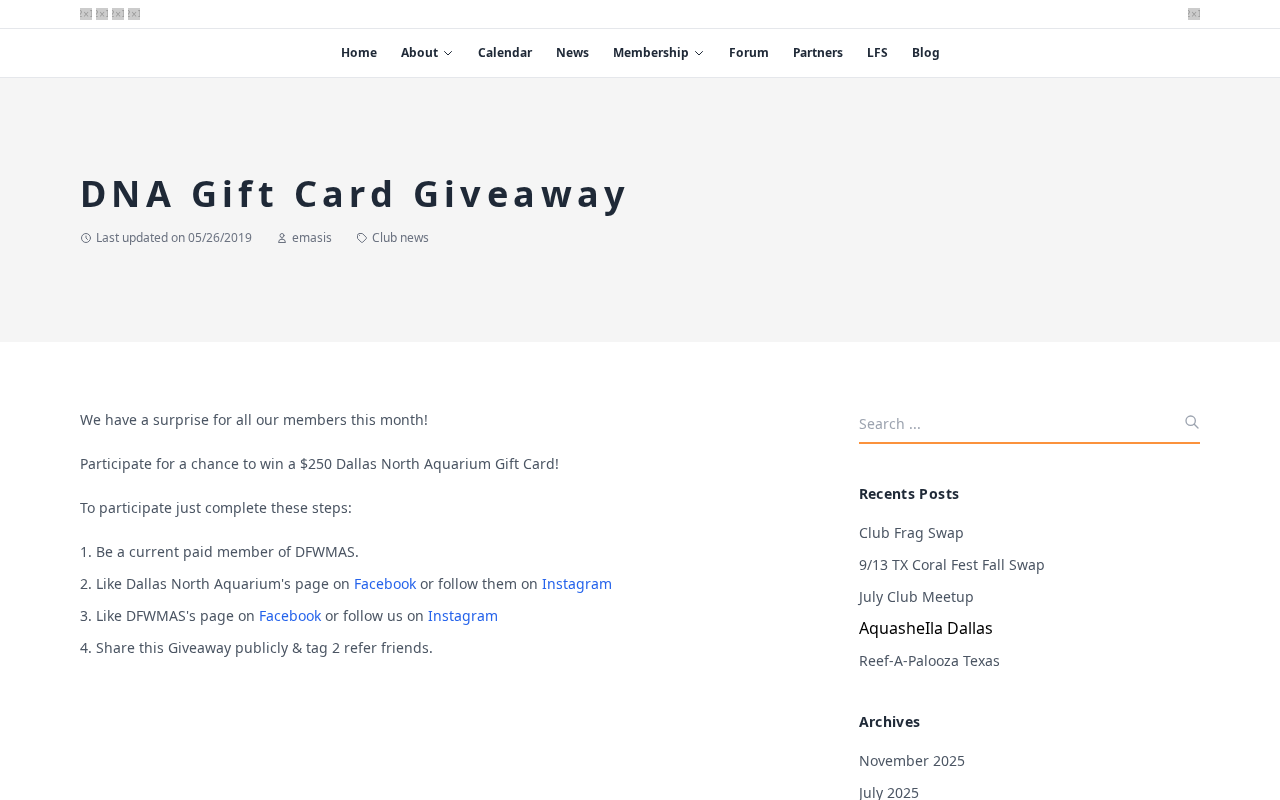 Home About Calendar News Membership Forum Partners LFS Blog
DNA Gift Card Giveaway
Last updated on 05/26/2019 emasis Club news
We have a surprise for all our members this month!
Participate for a chance to win a $250 Dallas North Aquarium Gift Card!
To participate just complete these steps:
1. Be a current paid member of DFWMAS.
2. Like Dallas North Aquarium's page on Facebook or follow them on Instagram
3. Like DFWMAS's page on Facebook or follow us on Instagram
4. Share this Giveaway publicly & tag 2 refer friends.
Search ...
Recents Posts
Club Frag Swap
9/13 TX Coral Fest Fall Swap
July Club Meetup
AquasheIla Dallas
Reef-A-Palooza Texas
Archives
November 2025
July 2025